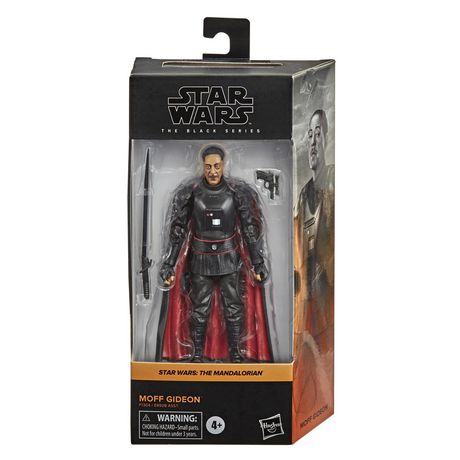 STAR
WARS
THE BLACK SERIES
STAR WARS: THE MANDALORIAN
MOFF GIDEON
WARNING:
CHOKING HAZARD–Small parts.
Not for children under 3 years.
4+
Hasbro
MOFF GIDEON